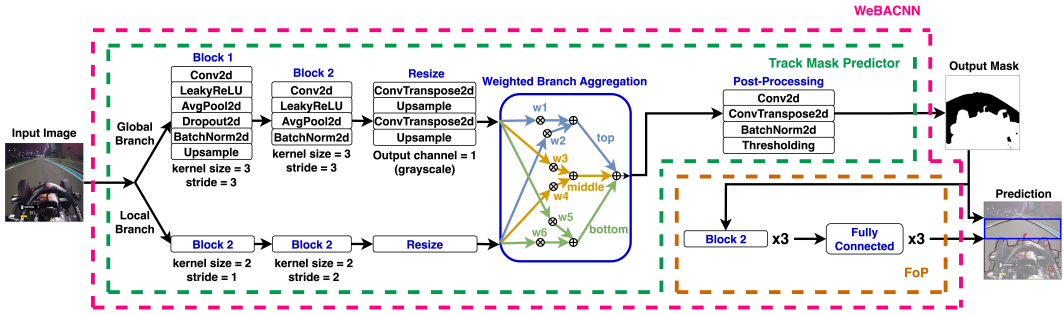 WeBACNN
Track Mask Predictor
Input Image
Global
Branch
Local
Branch
Block 1
Conv2d
LeakyReLU
AvgPool2d
Dropout2d
BatchNorm2d
Upsample
kernel size = 3
stride = 3
Block 2
Conv2d
LeakyReLU
AvgPool2d
BatchNorm2d
kernel size = 3
stride = 3
Resize
ConvTranspose2d
Upsample
ConvTranspose2d
Upsample
Output channel = 1
(grayscale)
Block 2
kernel size = 2
stride = 1
Block 2
kernel size = 2
stride = 2
Resize
Weighted Branch Aggregation
w1
w2
w3
w4
w5
w6
top
middle
bottom
Post-Processing
Conv2d
ConvTranspose2d
BatchNorm2d
Thresholding
Output Mask
Block 2
x3
Fully
Connected
x3
FoP
Prediction